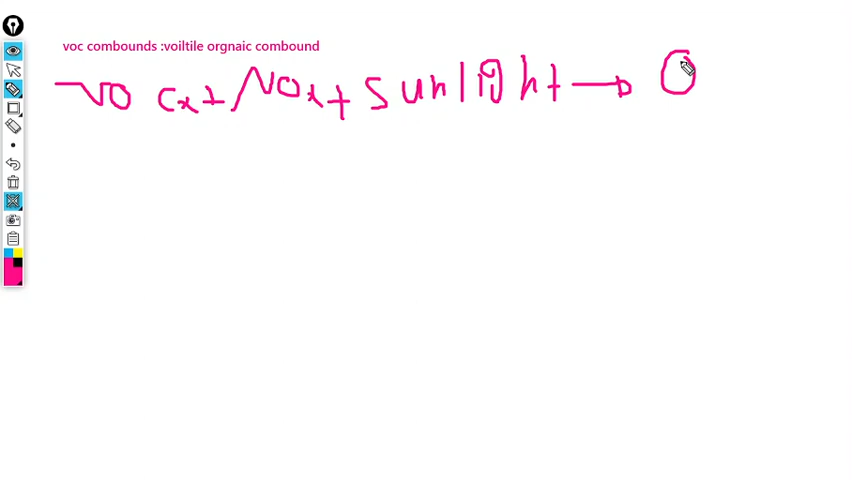 voc combounds :voiltile orgnaic combound
VOCx + NOx + sunlight → O